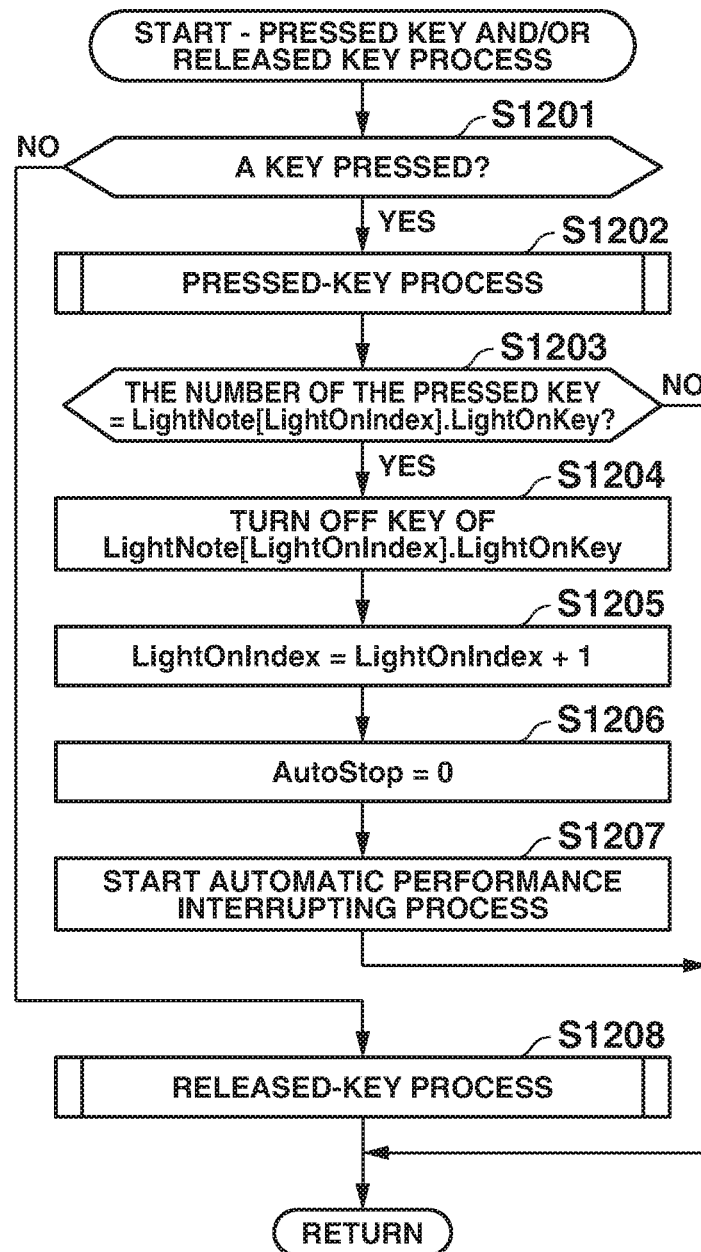 START - PRESSED KEY AND/OR
RELEASED KEY PROCESS
S1201
NO
A KEY PRESSED?
YES
S1202
PRESSED-KEY PROCESS
S1203
THE NUMBER OF THE PRESSED KEY
NO
= LightNote[LightOnIndex].LightOnKey?
YES
S1204
TURN OFF KEY OF
LightNote[LightOnIndex].LightOnKey
S1205
LightOnIndex = LightOnIndex + 1
S1206
AutoStop = 0
S1207
START AUTOMATIC PERFORMANCE
INTERRUPTING PROCESS
S1208
RELEASED-KEY PROCESS
RETURN